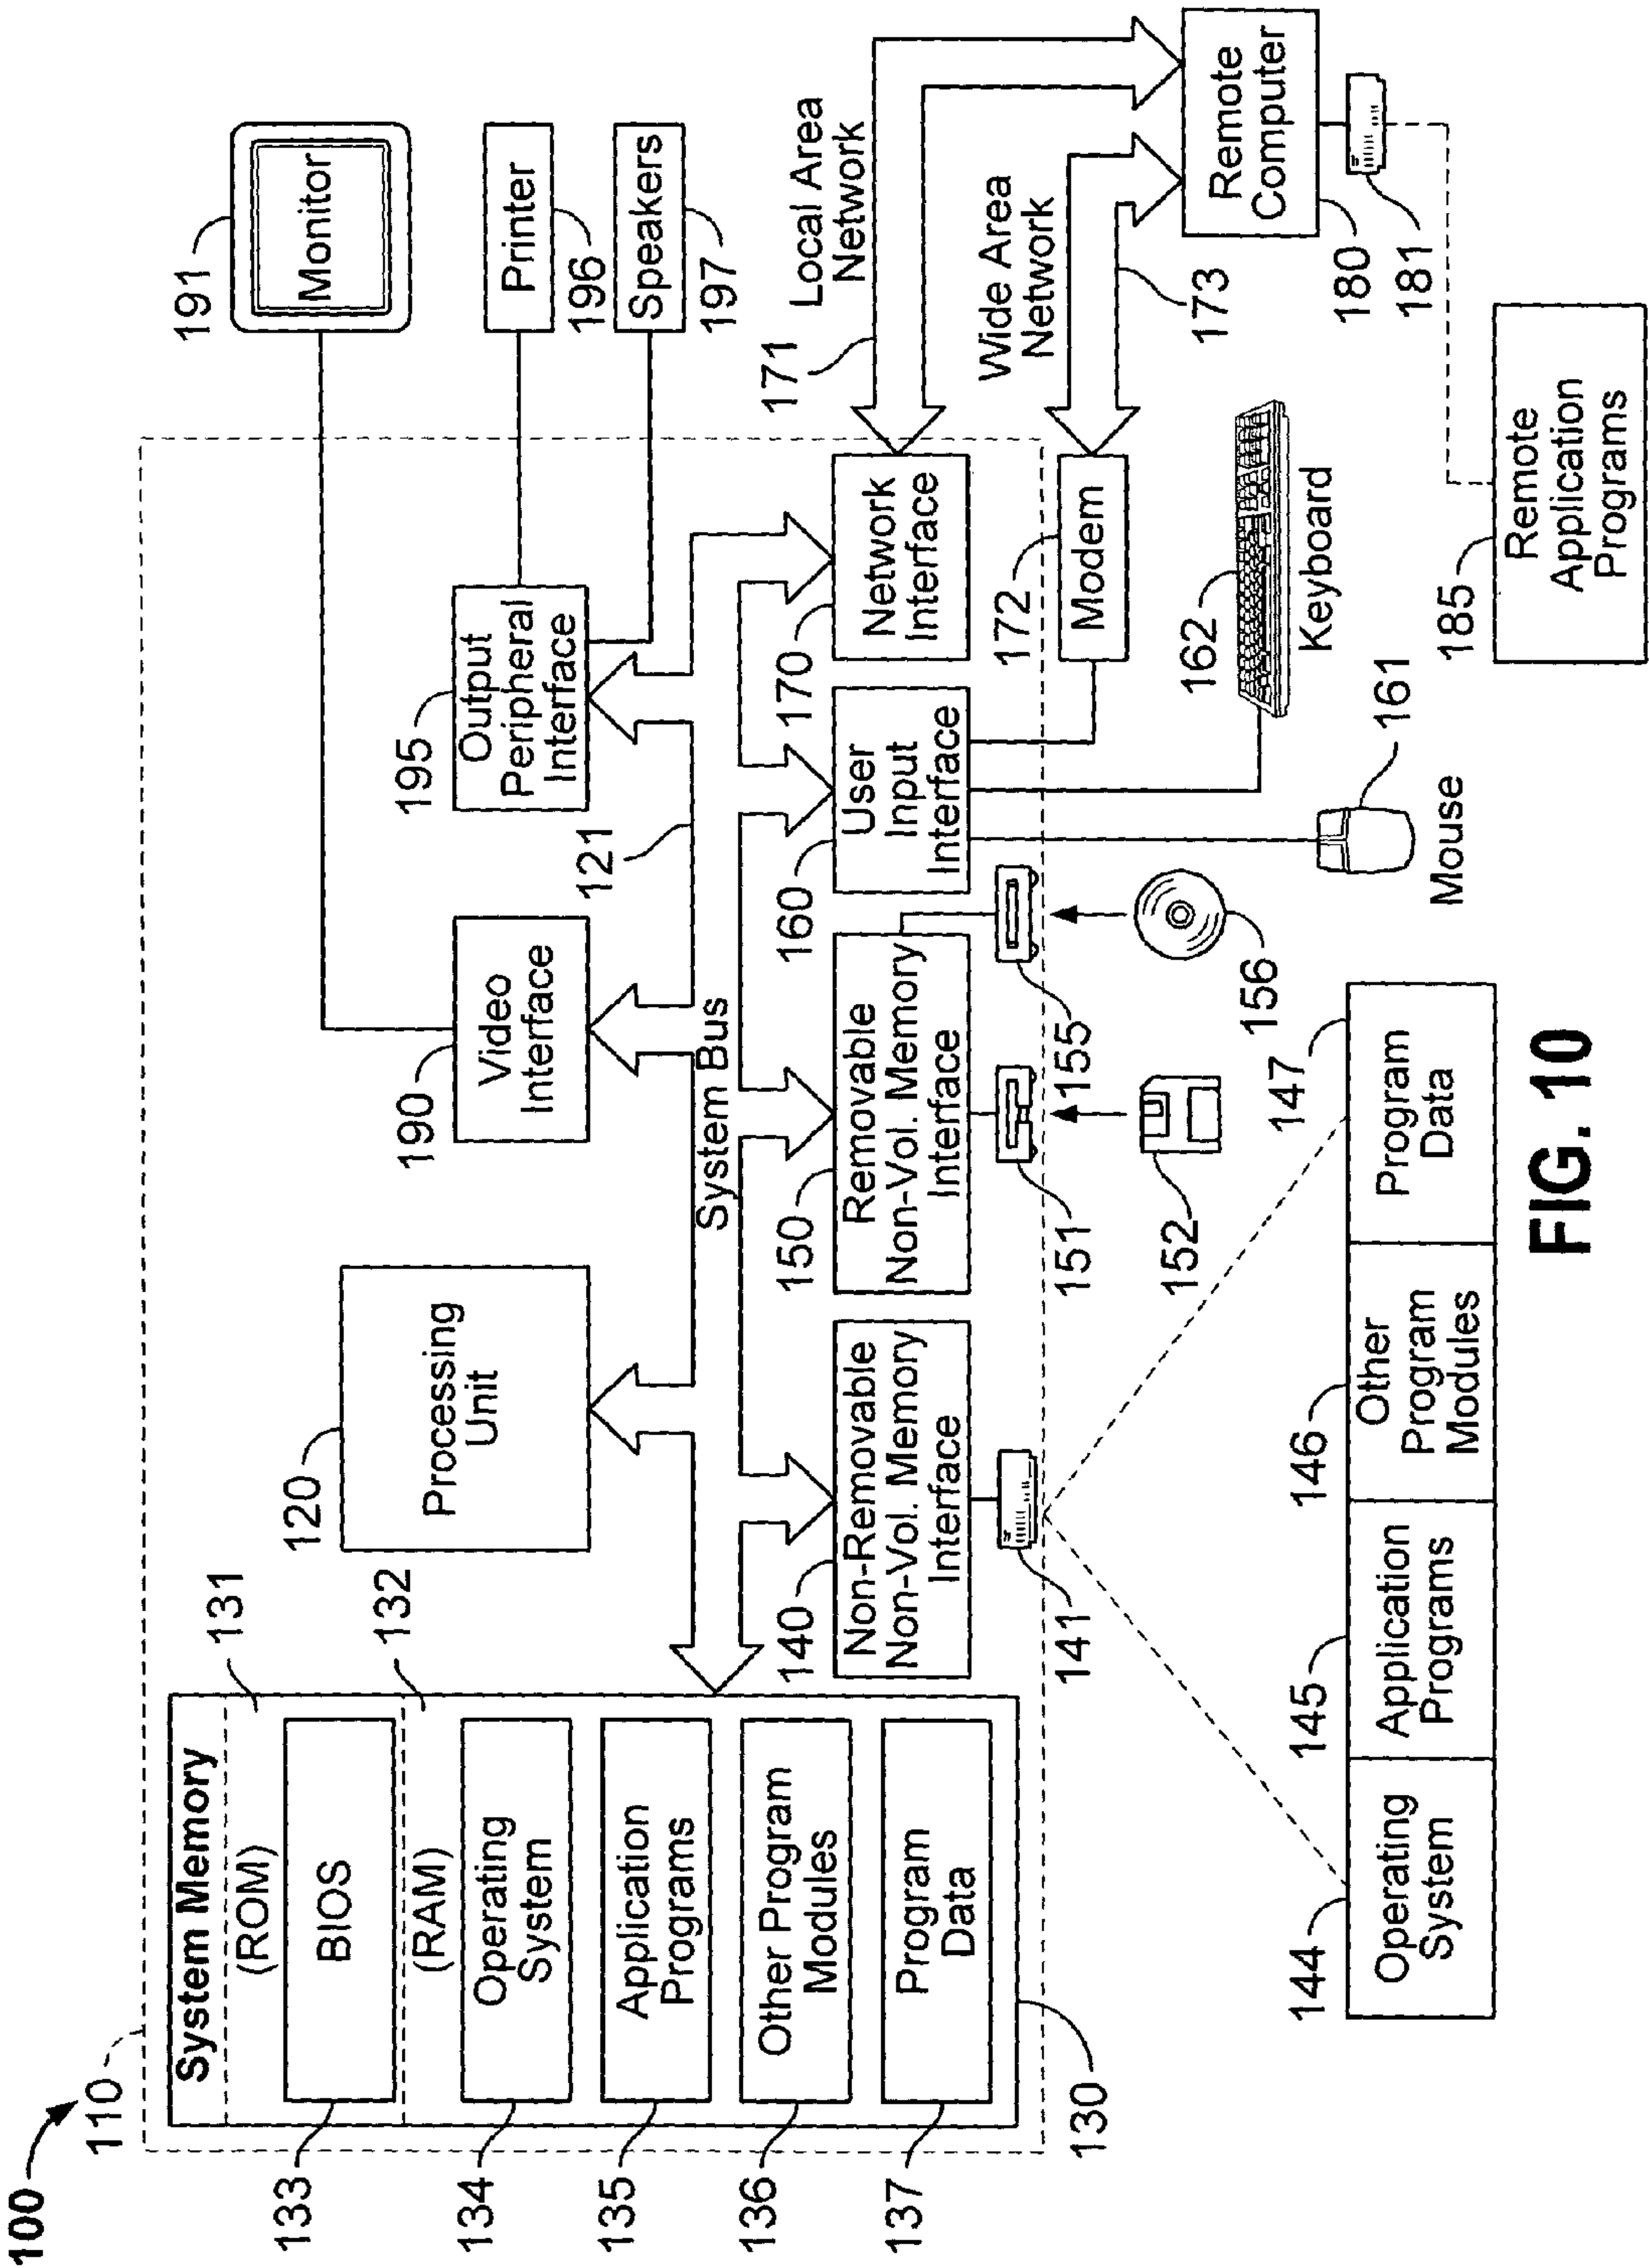 100
110
System Memory
(ROM)
131
133
BIOS
(RAM)
132
134
Operating
System
135
Application
Programs
136
Other Program
Modules
137
Program
Data
130
120
Processing
Unit
190
Video
Interface
195
Output
Peripheral
Interface
191
Monitor
Printer
196
Speakers
197
121
System Bus
140
Non-Removable
Non-Vol. Memory
Interface
150
Removable
Non-Vol. Memory
Interface
160
User
Input
Interface
170
Network
Interface
171
Local Area
Network
141
151
155
152
156
172
Modem
Wide Area
Network
173
Remote
Computer
180
181
162
Keyboard
161
Mouse
185
Remote
Application
Programs
144
Operating
System
145
Application
Programs
146
Other
Program
Modules
147
Program
Data
FIG. 10